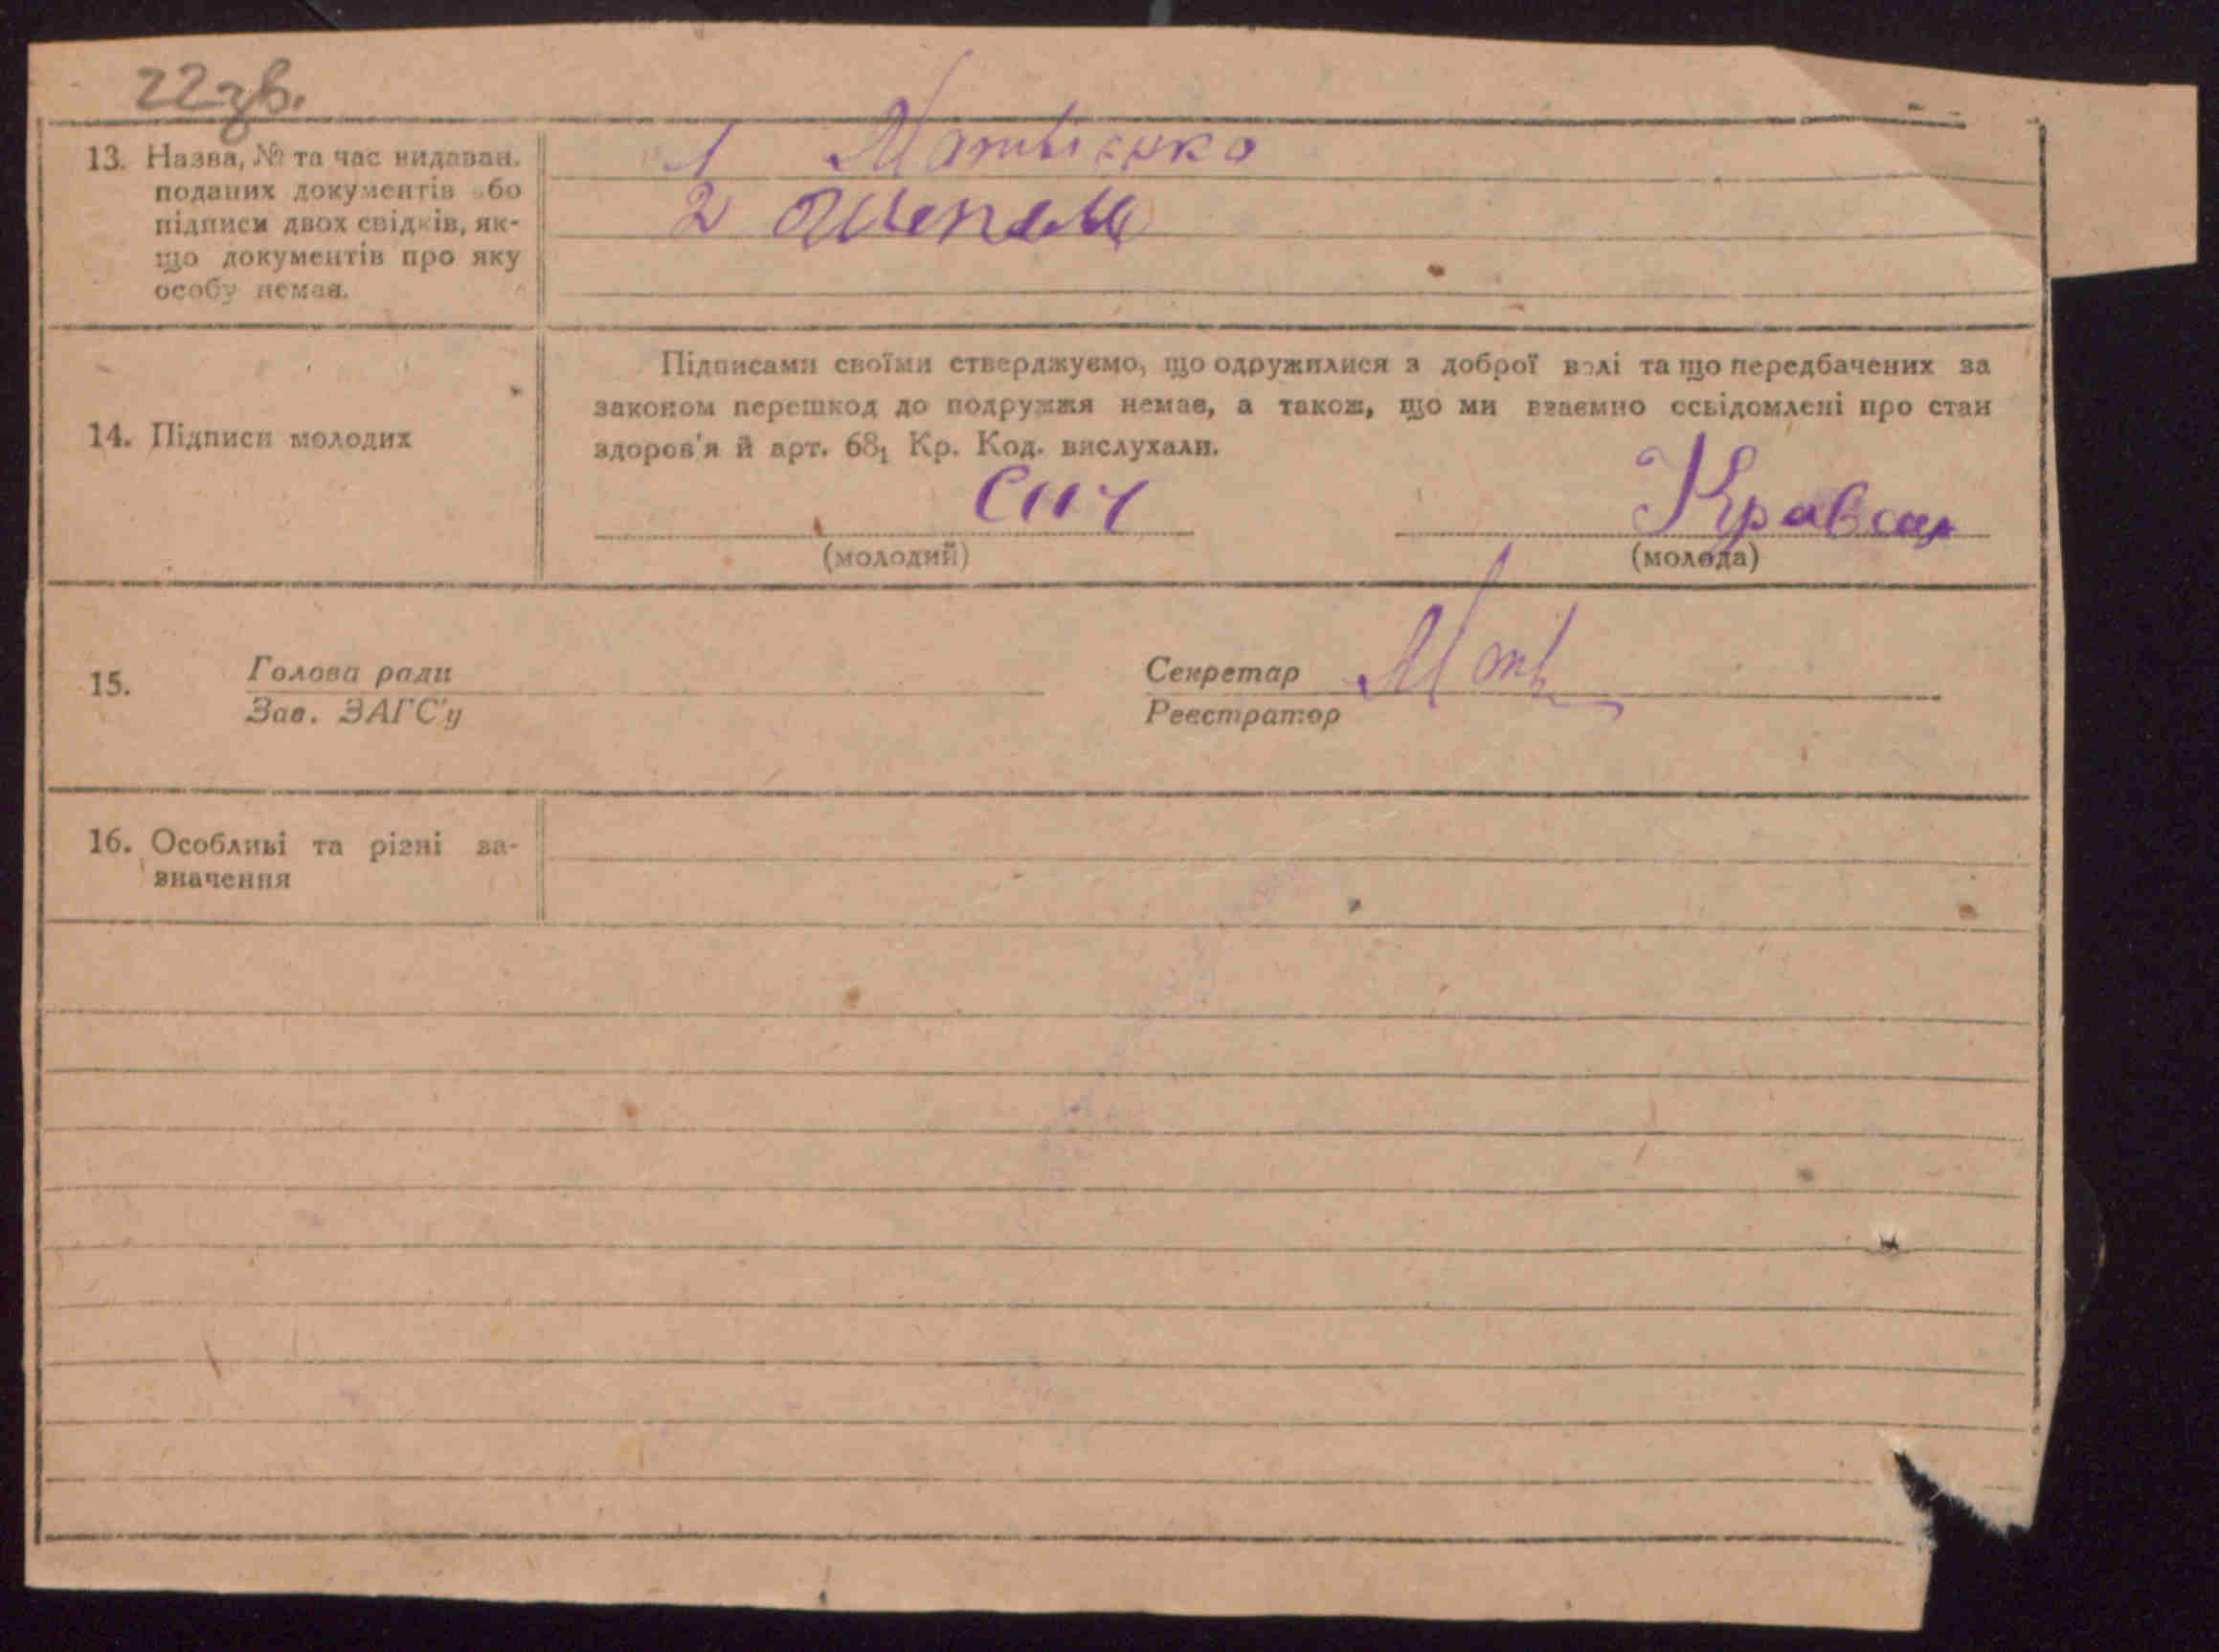 22зв.
13. Назва, № та час видаван.
поданих документів або
підписи двох свідків, як-
що документів про яку
особу немає.
1 Матвієнко
2
14. Підписи молодих
Підписами своїми стверджуємо, що одружилися з доброї волі та що передбачених за
законом перешкод до подружжя немає, а також, що ми взаємно освідомлені про стан
здоров'я й арт. 68₁ Кр. Код. вислухали.
Сич
(молодий)
(молода)
15.
Голова ради
Зав. ЗАГС'у
Секретар Матв
Реєстратор
16. Особливі та різні за-
значення